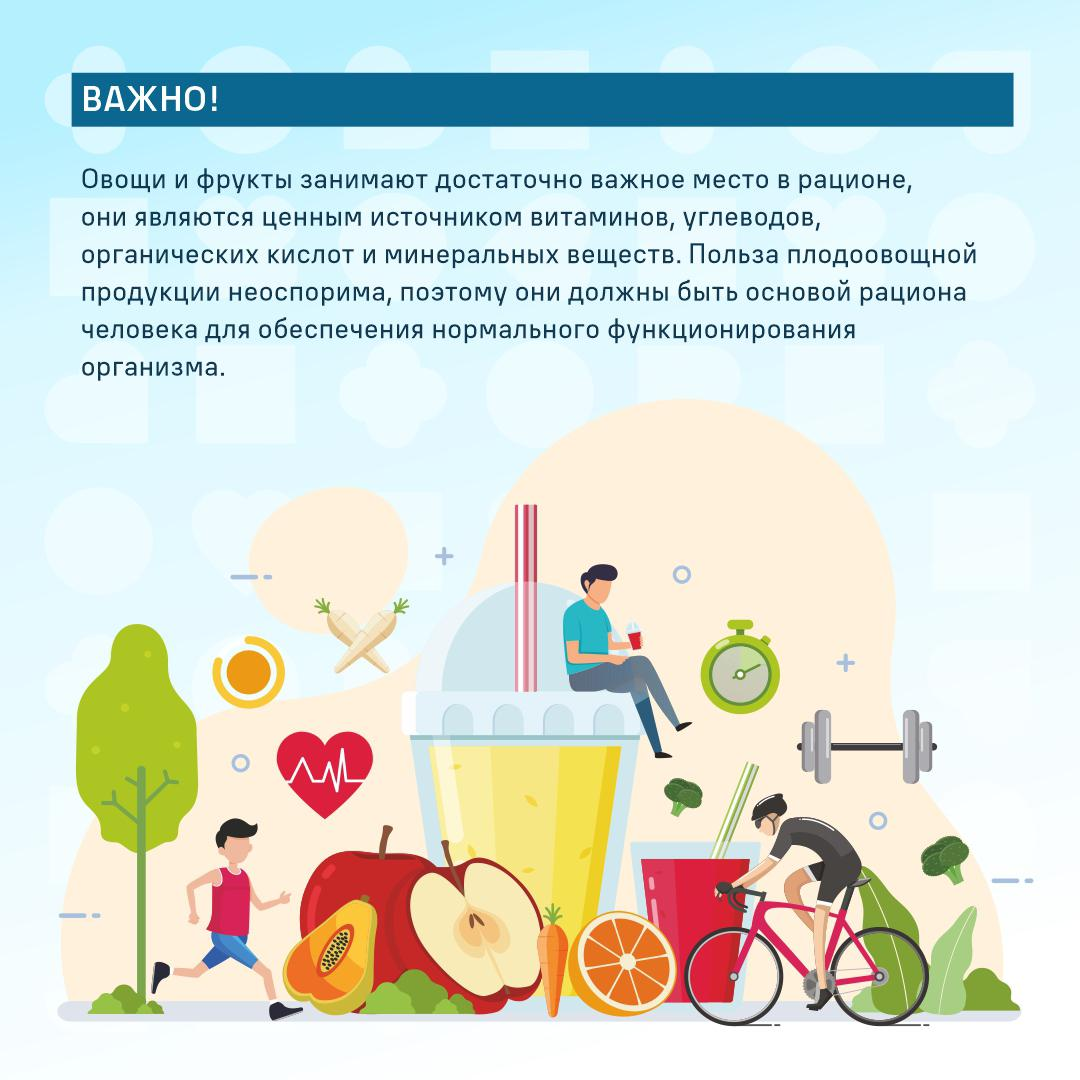 ВАЖНО!
Овощи и фрукты занимают достаточно важное место в рационе,
они являются ценным источником витаминов, углеводов,
органических кислот и минеральных веществ. Польза плодоовощной
продукции неоспорима, поэтому они должны быть основой рациона
человека для обеспечения нормального функционирования
организма.